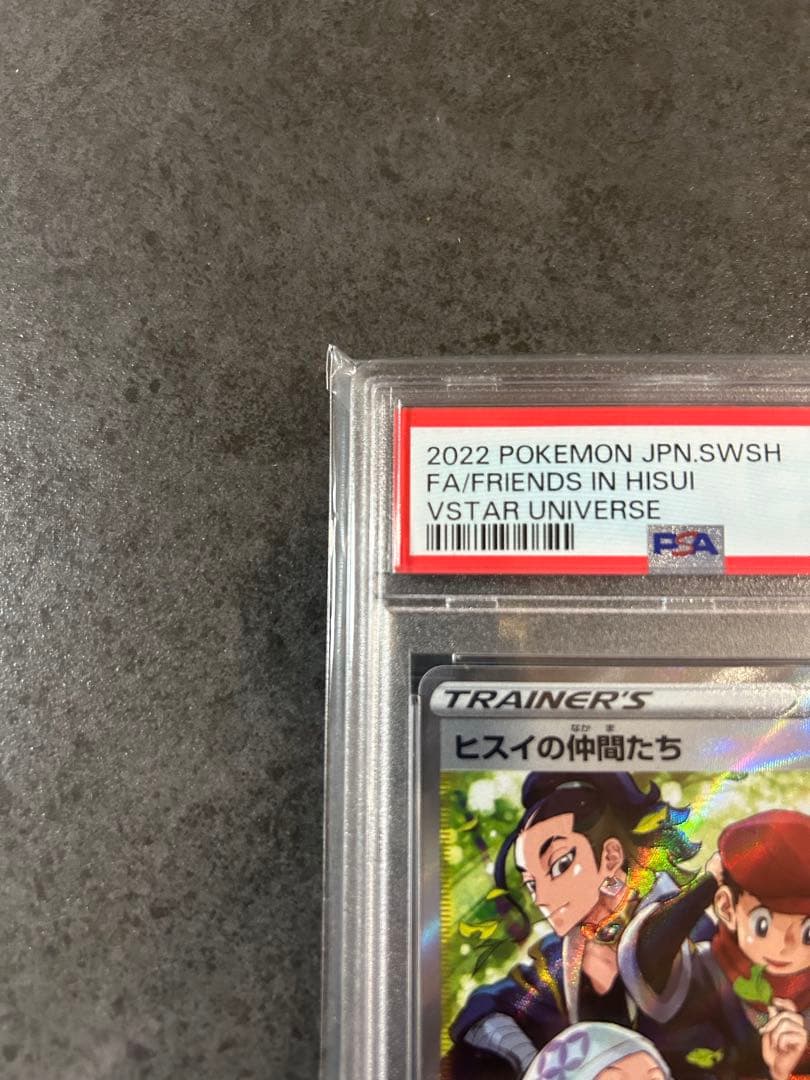 2022 POKEMON JPN.SWSH
FA/FRIENDS IN HISUI
VSTAR UNIVERSE
PSA
TRAINER'S
なかま
ヒスイの仲間たち